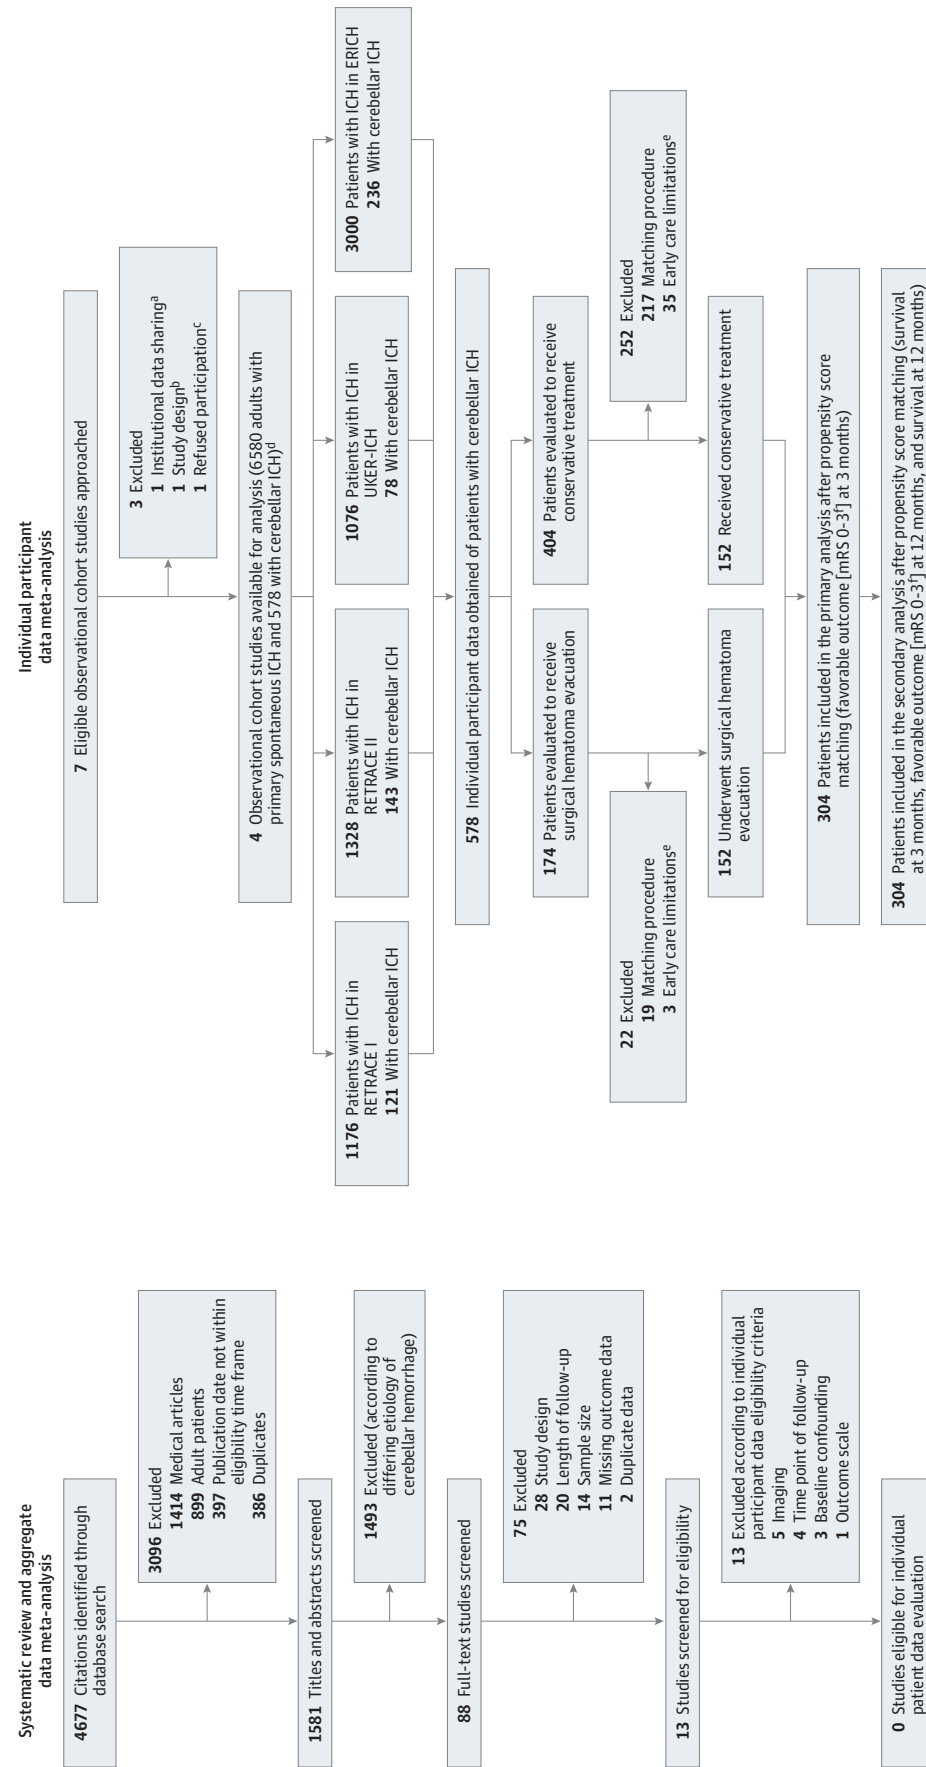 Systematic review and aggregate
data meta-analysis
4677 Citations identified through
database search
3096 Excluded
1414 Medical articles
899 Adult patients
397 Publication date not within
eligibility time frame
386 Duplicates
1581 Titles and abstracts screened
1493 Excluded (according to
differing etiology of
cerebellar hemorrhage)
88 Full-text studies screened
75 Excluded
28 Study design
20 Length of follow-up
14 Sample size
11 Missing outcome data
2 Duplicate data
13 Studies screened for eligibility
13 Excluded according to individual
participant data eligibility criteria
5 Imaging
4 Time point of follow-up
3 Baseline confounding
1 Outcome scale
0 Studies eligible for individual
patient data evaluation
Individual participant
data meta-analysis
7 Eligible observational cohort studies approached
3 Excluded
1 Institutional data sharingᵃ
1 Study designᵇ
1 Refused participationᶜ
4 Observational cohort studies available for analysis (6580 adults with
primary spontaneous ICH and 578 with cerebellar ICH)ᵈ
1176 Patients with ICH in
RETRACE I
121 With cerebellar ICH
1328 Patients with ICH in
RETRACE II
143 With cerebellar ICH
1076 Patients with ICH in
UKER-ICH
78 With cerebellar ICH
3000 Patients with ICH in ERICH
236 With cerebellar ICH
578 Individual participant data obtained of patients with cerebellar ICH
174 Patients evaluated to receive
surgical hematoma evacuation
404 Patients evaluated to receive
conservative treatment
22 Excluded
19 Matching procedure
3 Early care limitationsᵉ
252 Excluded
217 Matching procedure
35 Early care limitationsᵉ
152 Underwent surgical hematoma
evacuation
152 Received conservative treatment
304 Patients included in the primary analysis after propensity score
matching (favorable outcome [mRS 0-3ᶠ] at 3 months)
304 Patients included in the secondary analysis after propensity score matching (survival
at 3 months, favorable outcome [mRS 0-3ᶠ] at 12 months, and survival at 12 months)